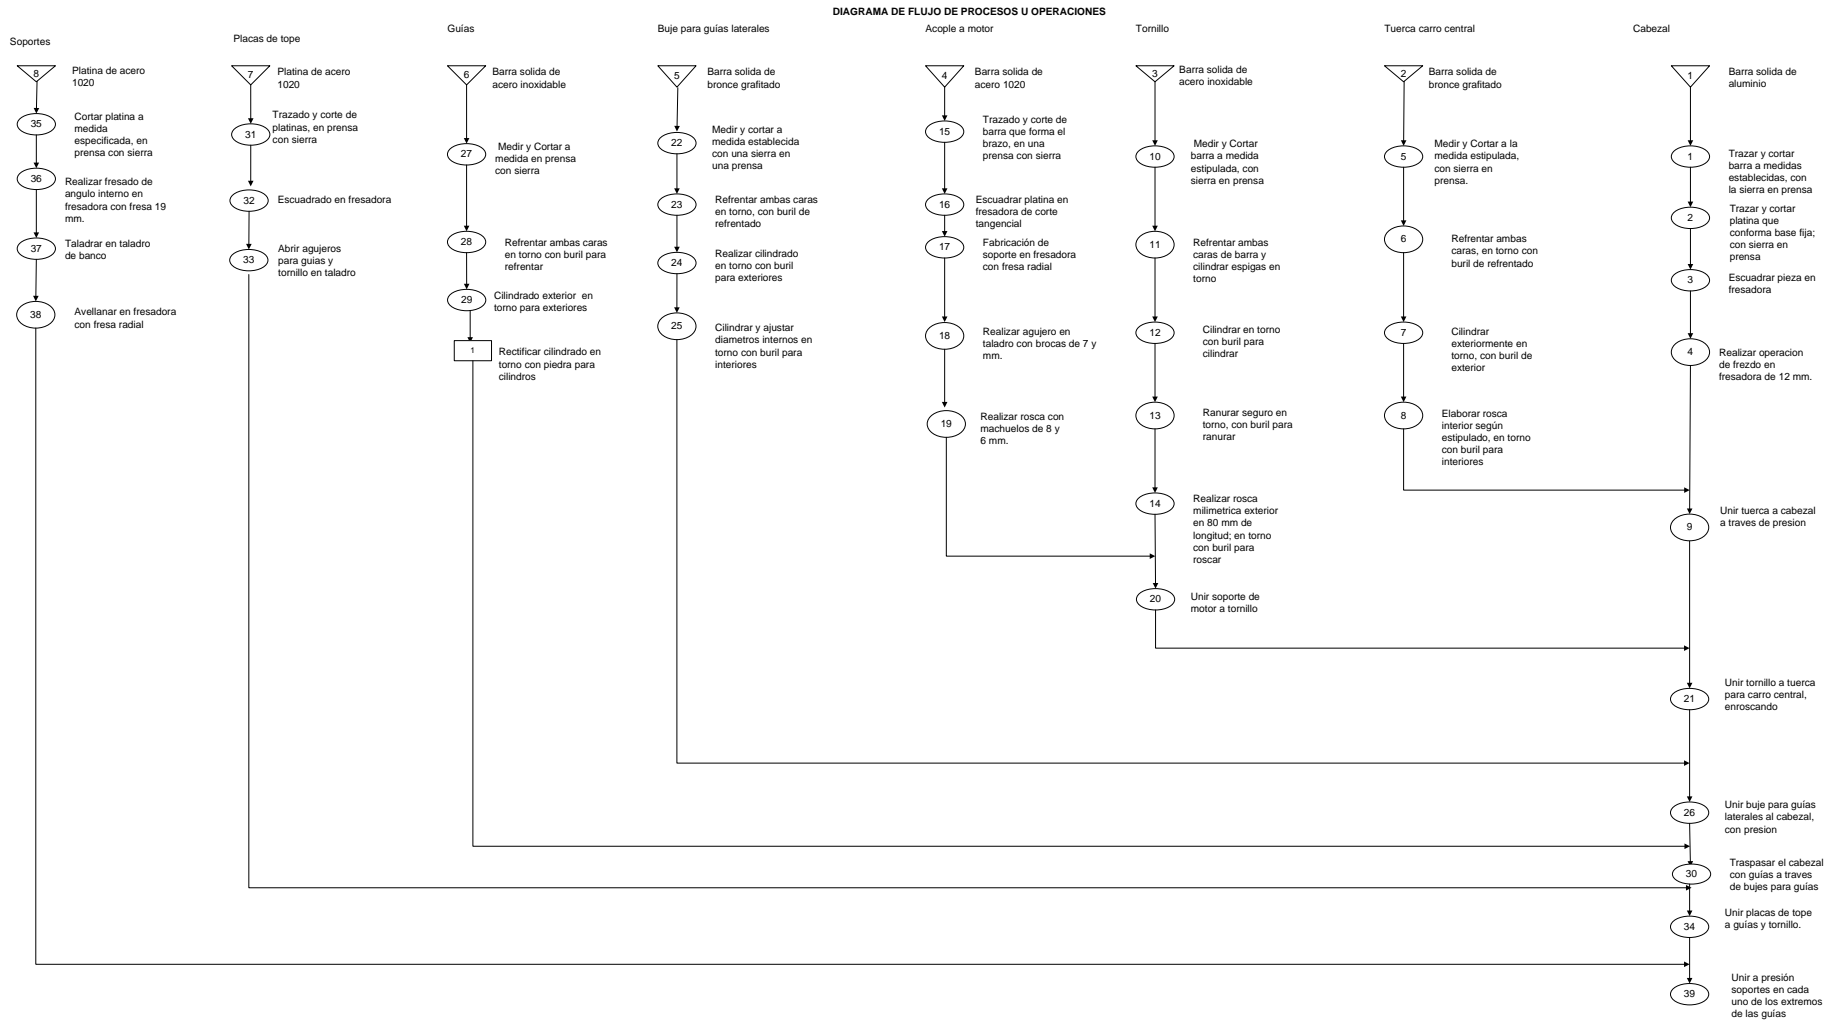 DIAGRAMA DE FLUJO DE PROCESOS U OPERACIONES
Soportes
8
Platina de acero
1020
35
Cortar platina a
medida
especificada, en
prensa con sierra
36
Realizar fresado de
angulo interno en
fresadora con fresa 19
mm.
37
Taladrar en taladro
de banco
38
Avellanar en fresadora
con fresa radial
Placas de tope
7
Platina de acero
1020
31
Trazado y corte de
platinas, en prensa
con sierra
32
Escuadrado en fresadora
33
Abrir agujeros
para guias y
tornillo en taladro
Guías
6
Barra solida de
acero inoxidable
27
Medir y Cortar a
medida en prensa
con sierra
28
Refrentar ambas caras
en torno con buril para
refrentar
29
Cilindrado exterior en
torno para exteriores
1
Rectificar cilindrado en
torno con piedra para
cilindros
Buje para guías laterales
5
Barra solida de
bronce grafitado
22
Medir y cortar a
medida establecida
con una sierra en
una prensa
23
Refrentar ambas caras
en torno, con buril de
refrentado
24
Realizar cilindrado
en torno con buril
para exteriores
25
Cilindrar y ajustar
diametros internos en
torno con buril para
interiores
Acople a motor
4
Barra solida de
acero 1020
15
Trazado y corte de
barra que forma el
brazo, en una
prensa con sierra
16
Escuadrar platina en
fresadora de corte
tangencial
17
Fabricación de
soporte en fresadora
con fresa radial
18
Realizar agujero en
taladro con brocas de 7 y
mm.
19
Realizar rosca con
machuelos de 8 y
6 mm.
Tornillo
3
Barra solida de
acero inoxidable
10
Medir y Cortar
barra a medida
estipulada, con
sierra en prensa
11
Refrentar ambas
caras de barra y
cilindrar espigas en
torno
12
Cilindrar en torno
con buril para
cilindrar
13
Ranurar seguro en
torno, con buril para
ranurar
14
Realizar rosca
milimetrica exterior
en 80 mm de
longitud; en torno
con buril para
roscar
20
Unir soporte de
motor a tornillo
Tuerca carro central
2
Barra solida de
bronce grafitado
5
Medir y Cortar a la
medida estipulada,
con sierra en
prensa.
6
Refrentar ambas
caras, en torno con
buril de refrentado
7
Cilindrar
exteriormente en
torno, con buril de
exterior
8
Elaborar rosca
interior según
estipulado, en torno
con buril para
interiores
Cabezal
1
Barra solida de
aluminio
1
Trazar y cortar
barra a medidas
establecidas, con
la sierra en prensa
2
Trazar y cortar
platina que
conforma base fija;
con sierra en
prensa
3
Escuadrar pieza en
fresadora
4
Realizar operacion
de frezdo en
fresadora de 12 mm.
9
Unir tuerca a cabezal
a traves de presion
21
Unir tornillo a tuerca
para carro central,
enroscando
26
Unir buje para guías
laterales al cabezal,
con presion
30
Traspasar el cabezal
con guías a traves
de bujes para guías
34
Unir placas de tope
a guías y tornillo.
39
Unir a presión
soportes en cada
uno de los extremos
de las guías